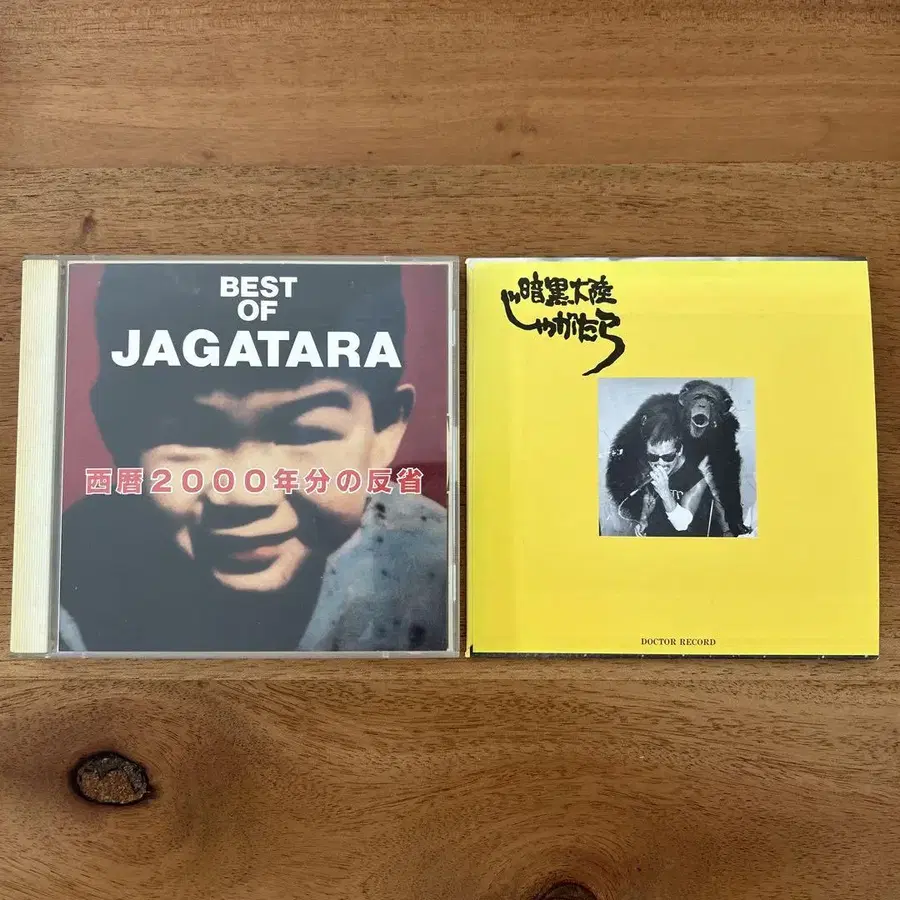 BEST
OF
JAGATARA
西暦2000年分の反省
暗黒大陸
じゃがたら
DOCTOR RECORD